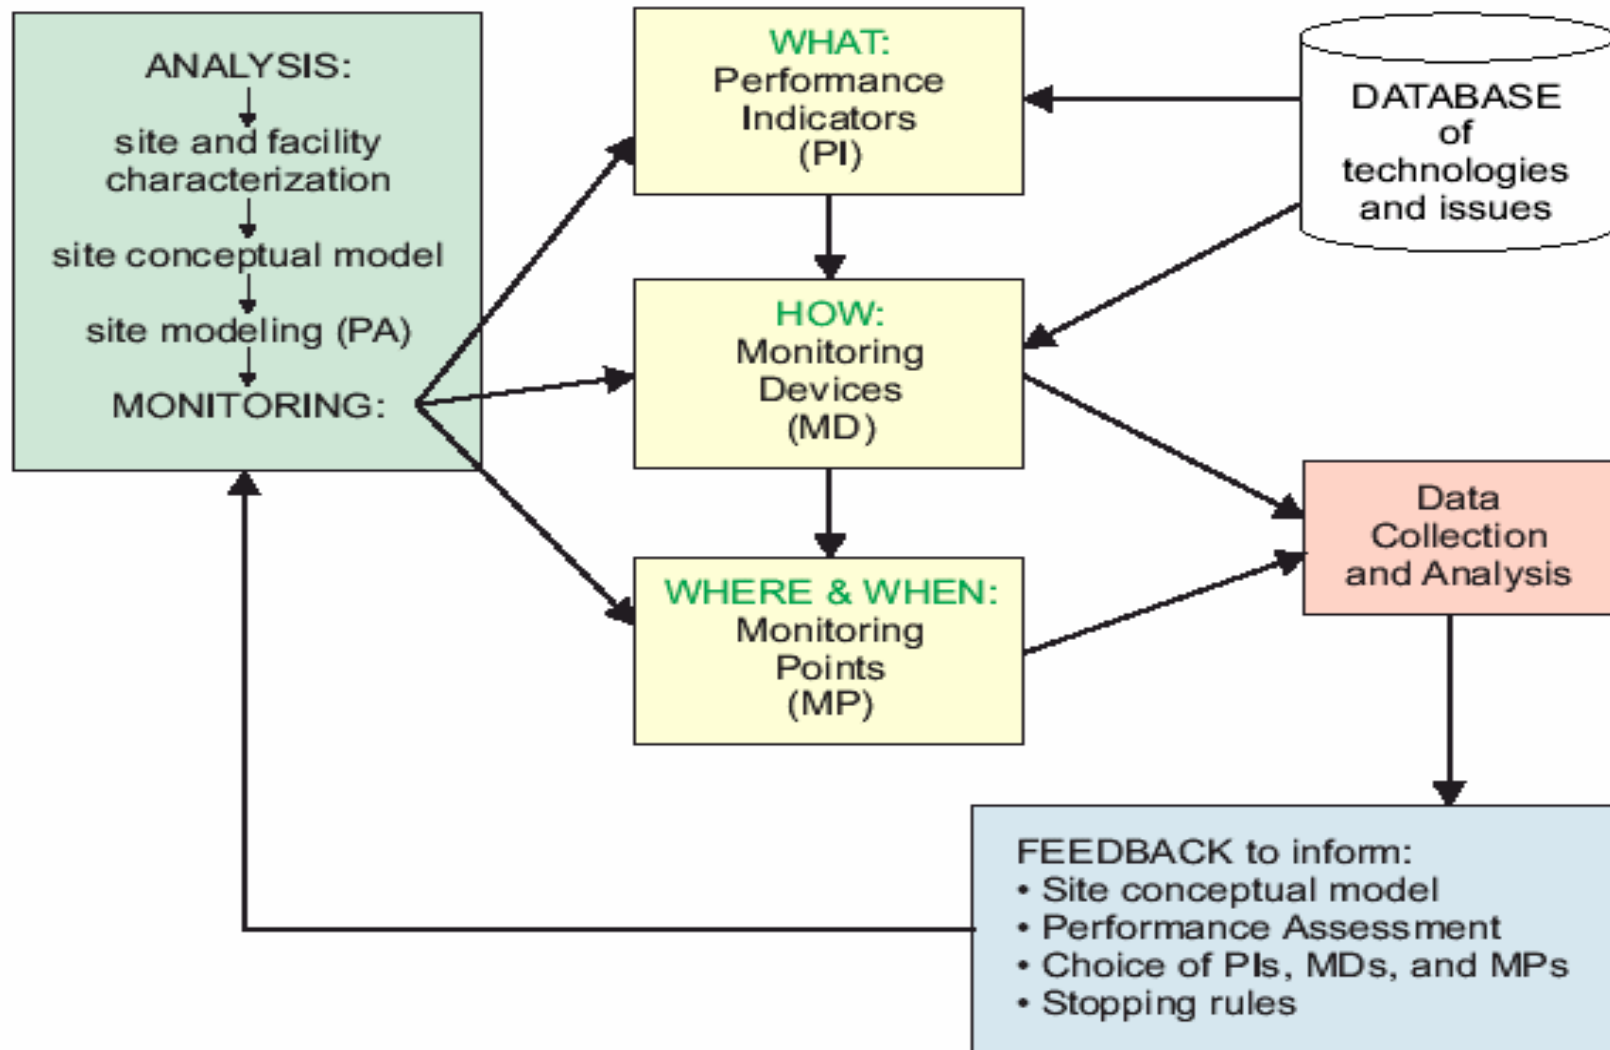 ANALYSIS:
site and facility
characterization
site conceptual model
site modeling (PA)
MONITORING:
WHAT:
Performance
Indicators
(PI)
HOW:
Monitoring
Devices
(MD)
WHERE & WHEN:
Monitoring
Points
(MP)
DATABASE
of
technologies
and issues
Data
Collection
and Analysis
FEEDBACK to inform:
• Site conceptual model
• Performance Assessment
• Choice of PIs, MDs, and MPs
• Stopping rules